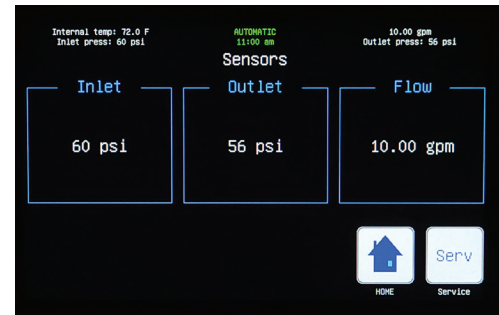 Internal temp: 72.0 F
Inlet press: 60 psi
AUTOMATIC
11:00 am
10.00 gpm
Outlet press: 56 psi
Sensors
Inlet
Outlet
Flow
60 psi
56 psi
10.00 gpm
Serv
HOME
Service